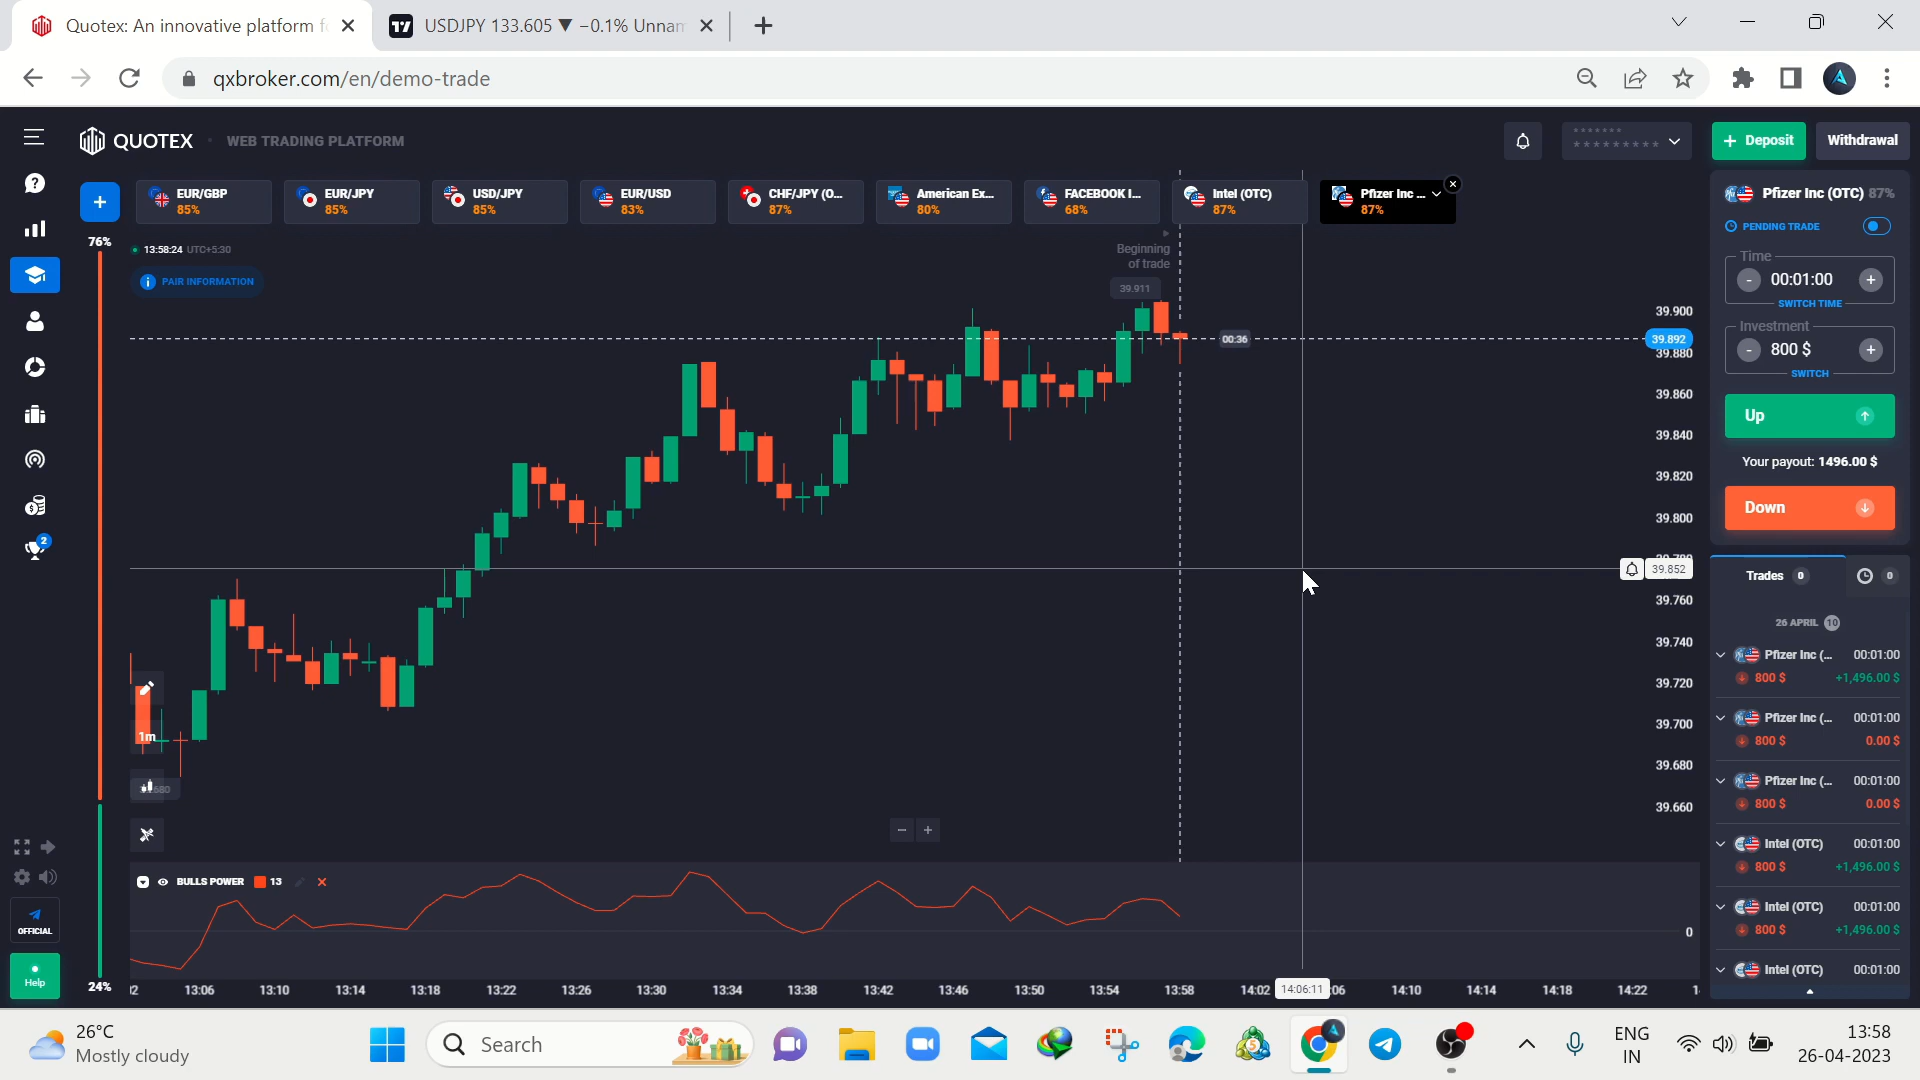 Quotex: An innovative platform f
USDJPY 133.605 ▼ −0.1% Unnam
qxbroker.com/en/demo-trade
QUOTEX
WEB TRADING PLATFORM
*******
*********
Deposit
Withdrawal
EUR/GBP
85%
EUR/JPY
85%
USD/JPY
85%
EUR/USD
83%
CHF/JPY (O...
87%
American Ex...
80%
FACEBOOK I...
68%
Intel (OTC)
87%
Pfizer Inc ...
87%
Pfizer Inc (OTC) 87%
PENDING TRADE
Time
- 00:01:00 +
SWITCH TIME
Investment
- 800 $ +
SWITCH
Up
Your payout: 1496.00 $
Down
76%
13:58:24 UTC+5:30
PAIR INFORMATION
Beginning
of trade
39.911
00:36
39.900
39.892
39.880
39.860
39.840
39.820
39.800
39.852
39.760
39.740
39.720
39.700
39.680
39.660
1m
BULLS POWER 13
0
24%
13:06 13:10 13:14 13:18 13:22 13:26 13:30 13:34 13:38 13:42 13:46 13:50 13:54 13:58 14:02 14:06:11 :06 14:10 14:14 14:18 14:22
2
OFFICIAL
Help
Trades 0
0
26 APRIL 10
Pfizer Inc (... 00:01:00
800 $ +1,496.00 $
Pfizer Inc (... 00:01:00
800 $ 0.00 $
Pfizer Inc (... 00:01:00
800 $ 0.00 $
Intel (OTC) 00:01:00
800 $ +1,496.00 $
Intel (OTC) 00:01:00
800 $ +1,496.00 $
Intel (OTC) 00:01:00
26°C
Mostly cloudy
Search
ENG
IN
13:58
26-04-2023